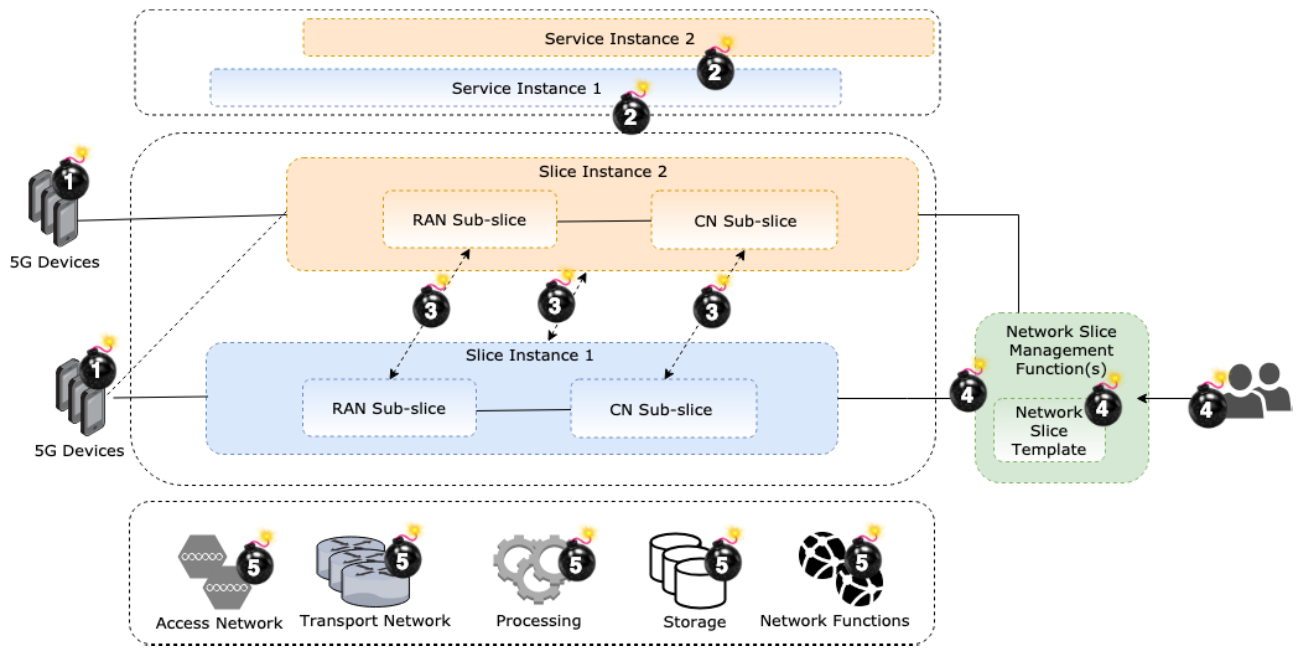 Service Instance 2
2
Service Instance 1
2
1
5G Devices
Slice Instance 2
RAN Sub-slice
CN Sub-slice
3
3
3
1
5G Devices
Slice Instance 1
RAN Sub-slice
CN Sub-slice
4
Network Slice
Management
Function(s)
4
Network
Slice
Template
4
5
Access Network
5
Transport Network
5
Processing
5
Storage
5
Network Functions